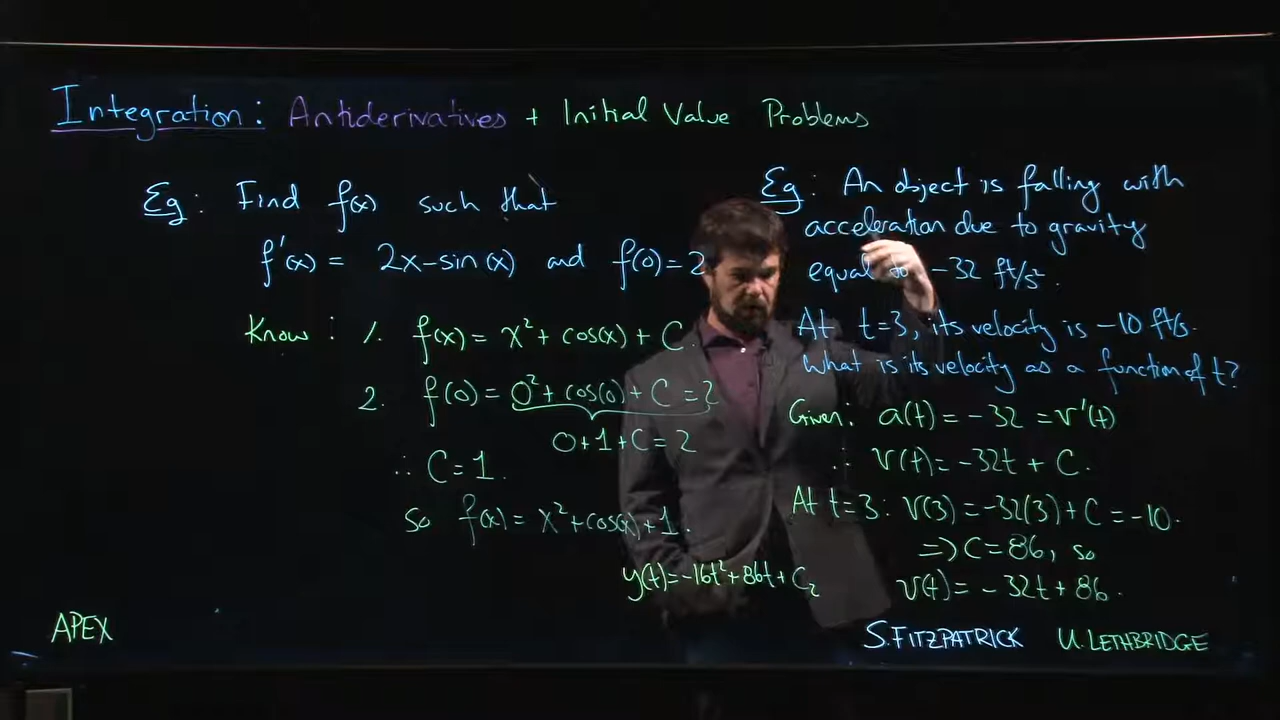 Integration: Antiderivatives + Initial Value Problems
Eg: Find f(x) such that
f'(x) = 2x-sin(x) and f(0)=2
Know: 1. f(x) = x² + cos(x) + C
2. f(0) = 0² + cos(0) + C = 2
0+1+C=2
∴ C=1.
So f(x) = x²+cos(x)+1.
Eg: An object is falling with
acceleration due to gravity
equal to -32 ft/s².
At t=3, its velocity is -10 ft/s.
What is its velocity as a function of t?
Given: a(t) = -32 = v'(t)
∴ v(t) = -32t + C.
At t=3: v(3) = -32(3) + C = -10.
=> C=86, so
v(t) = -32t + 86.
y(t)=-16t²+86t+C₂
APEX
S.FITZPATRICK U.LETHBRIDGE